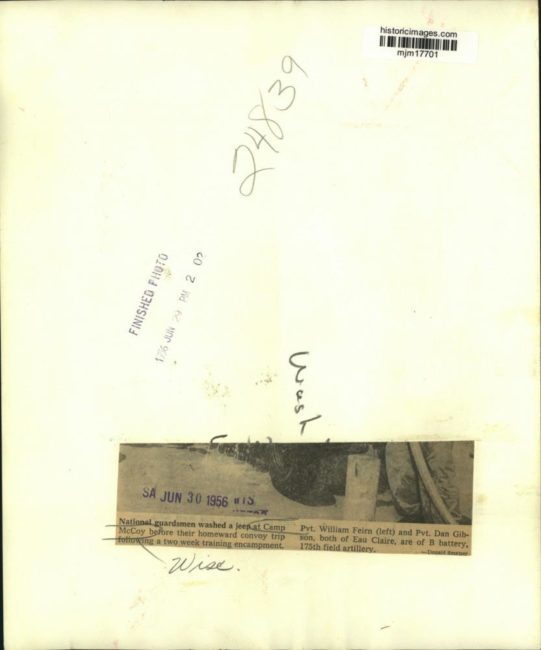 historicimages.com
mjm17701
24839
FINISHED PHOTO
JUN 29 PM 2 00
Wash
SA JUN 30 1956
National guardsmen washed a jeep at Camp
McCoy before their homeward convoy trip
following a two week training encampment.
Pvt. William Feirn (left) and Pvt. Dan Gib-
son, both of Eau Claire, are of B battery,
175th field artillery.
Wisc.